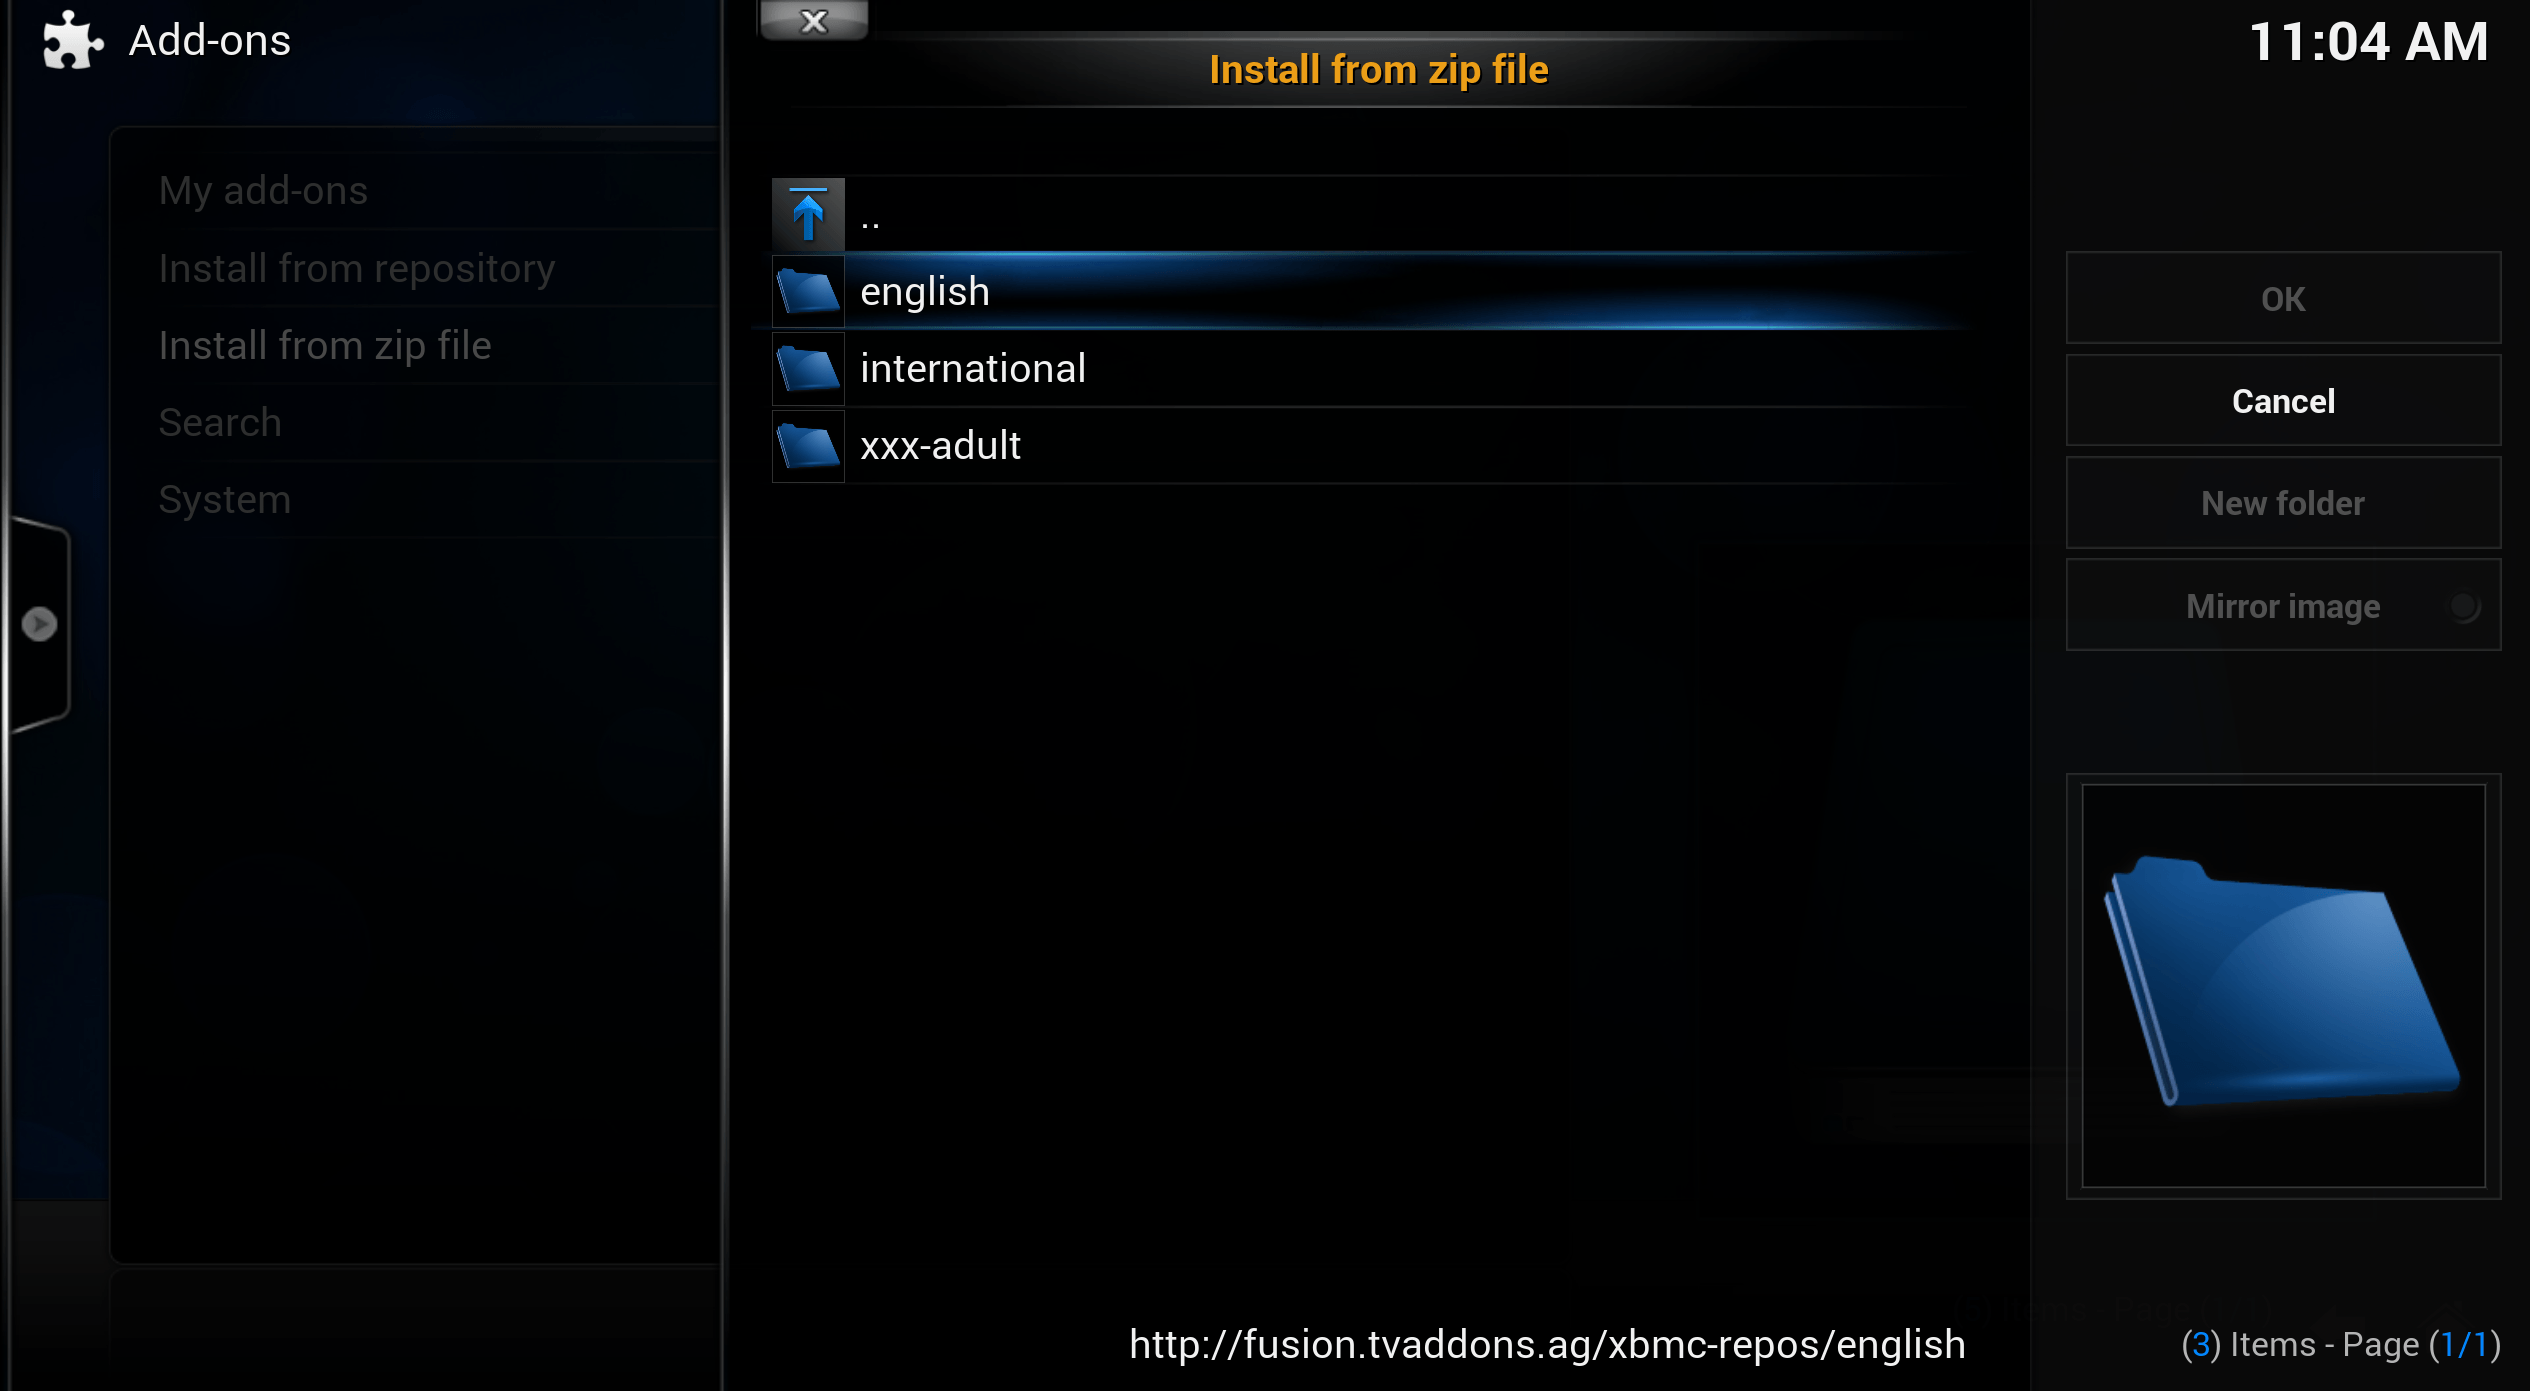 Add-ons
X
Install from zip file
11:04 AM
My add-ons
Install from repository
Install from zip file
Search
System
..
english
international
xxx-adult
OK
Cancel
New folder
Mirror image
http://fusion.tvaddons.ag/xbmc-repos/english
(3) Items - Page (1/1)